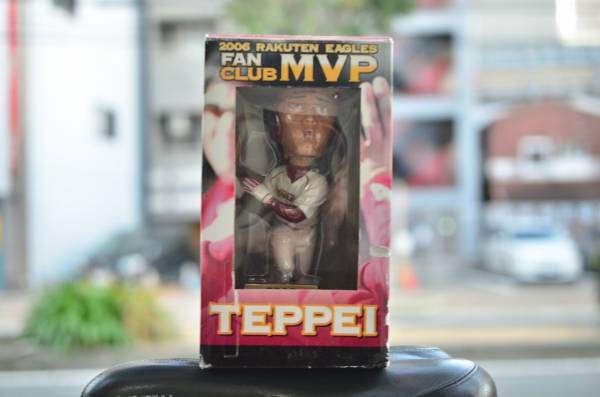 2006 RAKUTEN EAGLES
FAN CLUB MVP
TEPPEI